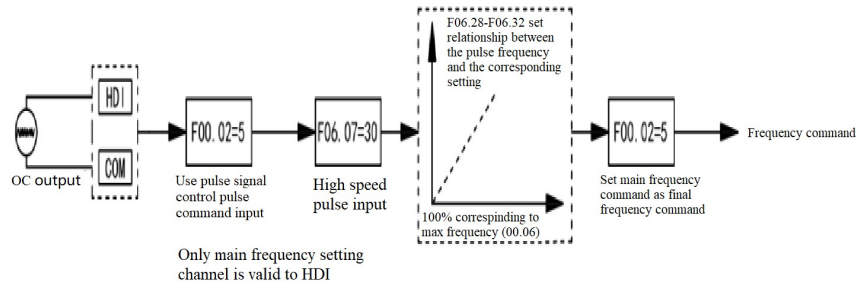 F06.28-F06.32 set
relationship between
the pulse frequency
and the corresponding
setting
HDI
COM
OC output
F00.02=5
Use pulse signal
control pulse
command input
F06.07=30
High speed
pulse input
100% correspinding to
max frequency (00.06)
F00.02=5
Set main frequency
command as final
frequency command
Frequency command
Only main frequency setting
channel is valid to HDI